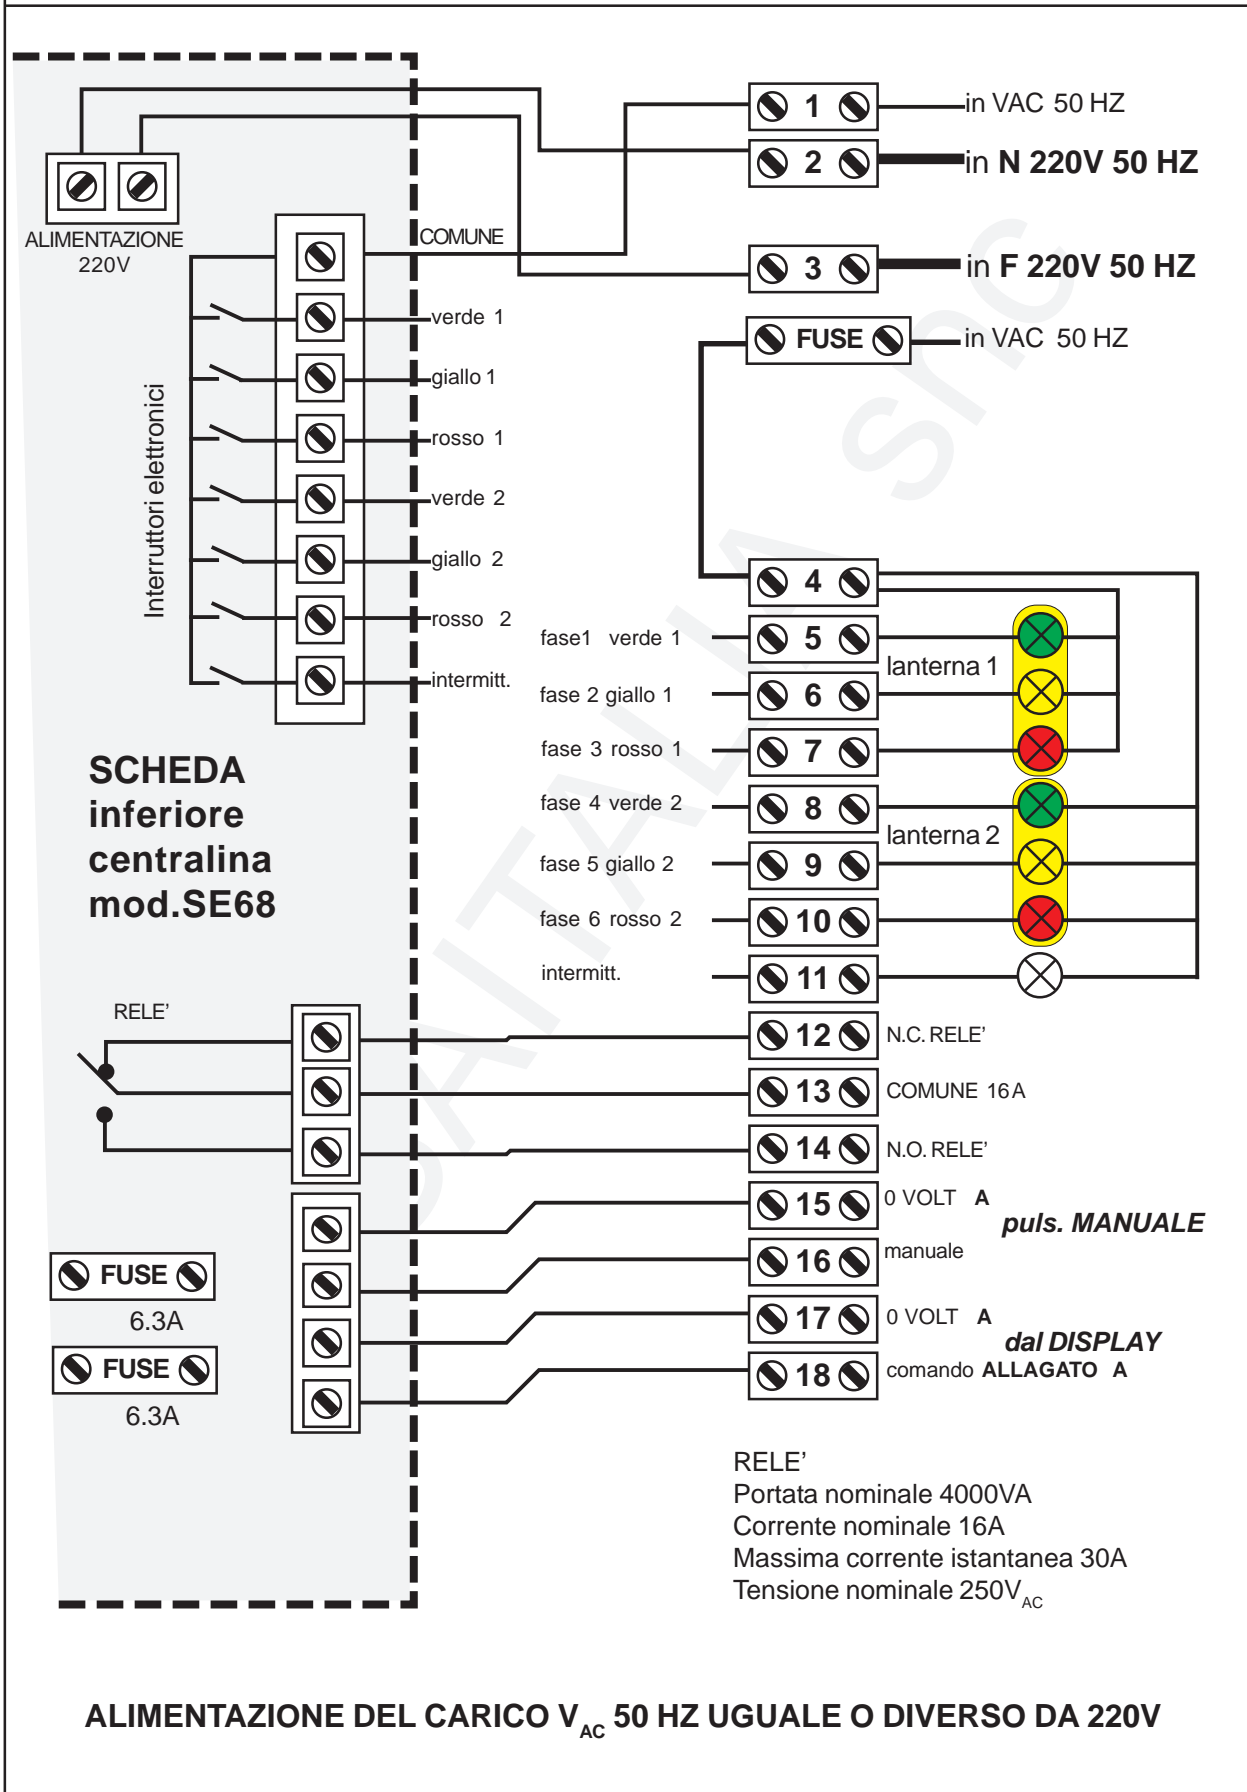 1 in VAC 50 HZ
2 in N 220V 50 HZ
ALIMENTAZIONE
220V
COMUNE
3 in F 220V 50 HZ
verde 1
FUSE in VAC 50 HZ
giallo 1
Interruttori elettronici
rosso 1
verde 2
giallo 2
4
rosso 2
fase1 verde 1 5
lanterna 1
intermitt.
fase 2 giallo 1 6
fase 3 rosso 1 7
SCHEDA
inferiore
centralina
mod.SE68
fase 4 verde 2 8
lanterna 2
fase 5 giallo 2 9
fase 6 rosso 2 10
intermitt. 11
RELE’
12 N.C. RELE’
13 COMUNE 16A
14 N.O. RELE’
15 0 VOLT A
puls. MANUALE
16 manuale
FUSE
6.3A
17 0 VOLT A
dal DISPLAY
FUSE
6.3A
18 comando ALLAGATO A
RELE’
Portata nominale 4000VA
Corrente nominale 16A
Massima corrente istantanea 30A
Tensione nominale 250VAC
ALIMENTAZIONE DEL CARICO VAC 50 HZ UGUALE O DIVERSO DA 220V
AITALIA snc